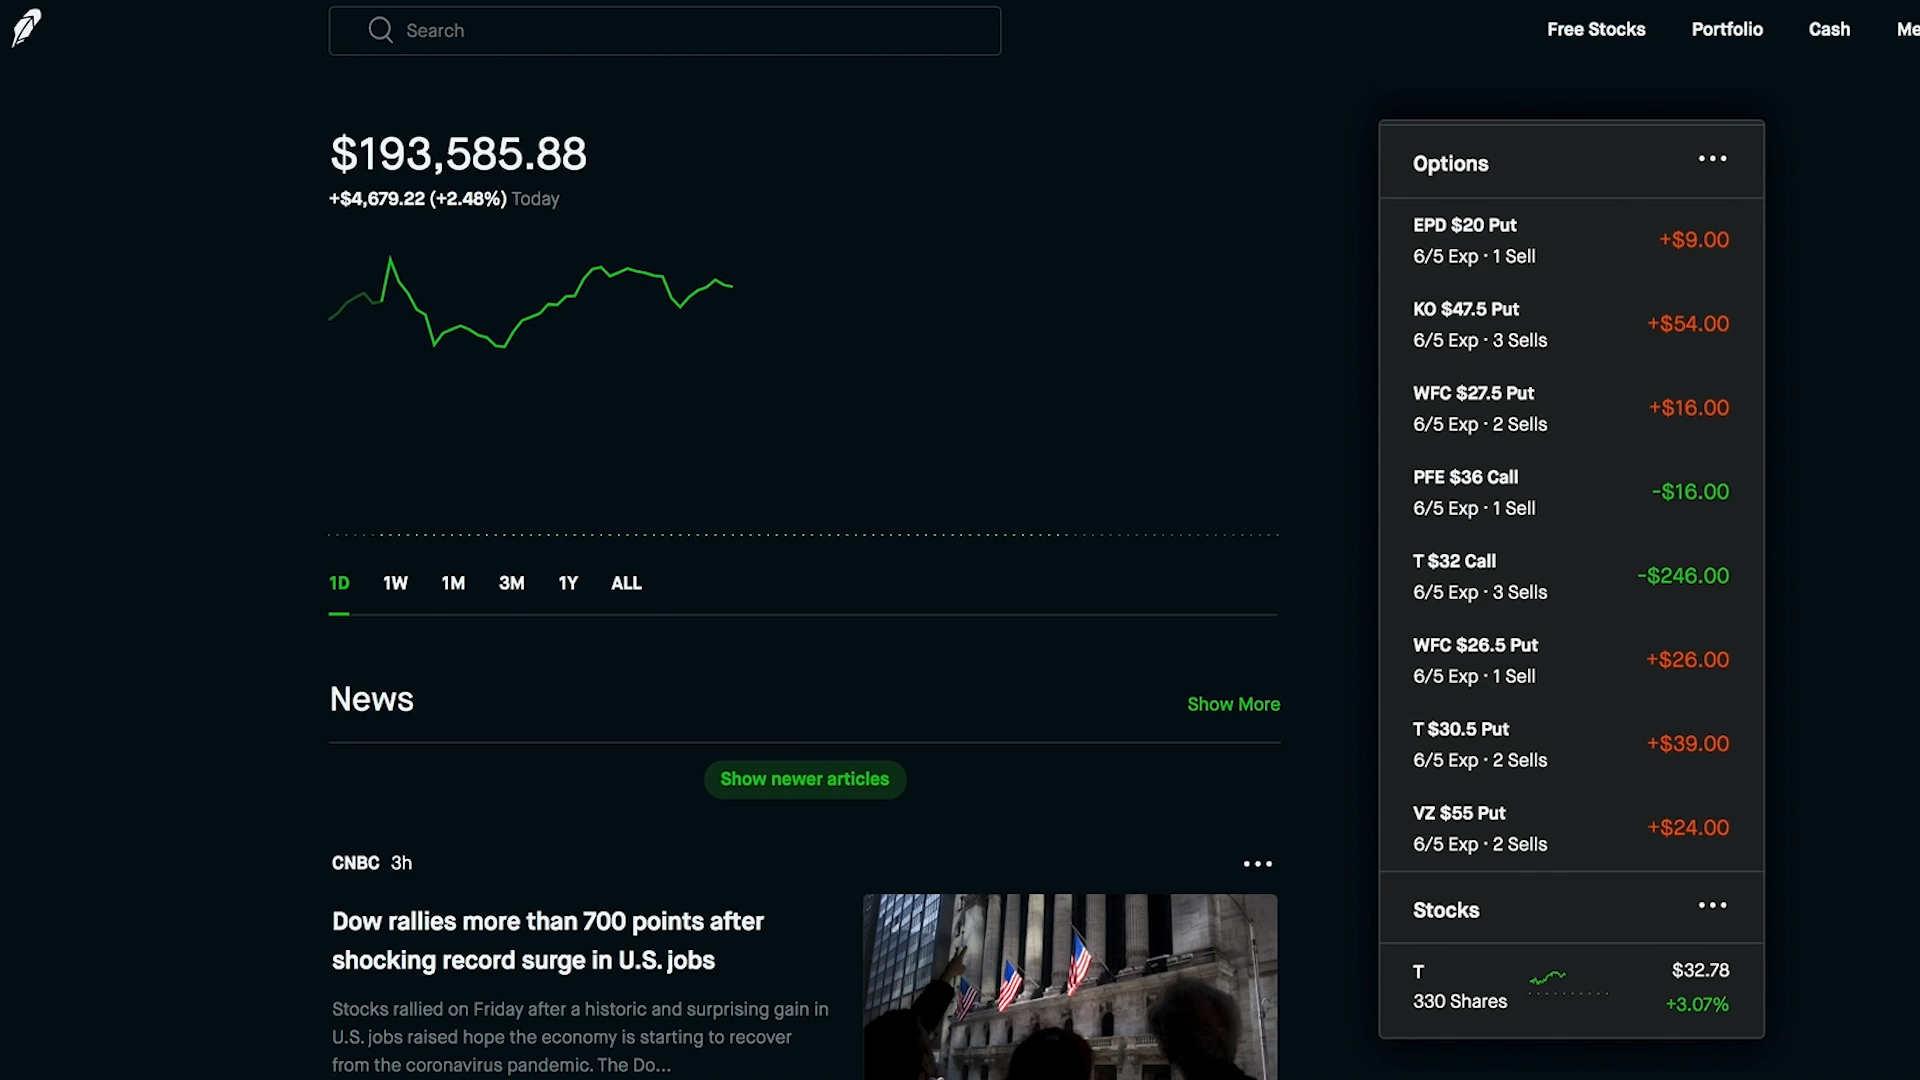 Search
Free Stocks
Portfolio
Cash
Me
$193,585.88
+$4,679.22 (+2.48%) Today
1D
1W
1M
3M
1Y
ALL
News
Show More
Show newer articles
CNBC 3h
Dow rallies more than 700 points after
shocking record surge in U.S. jobs
Stocks rallied on Friday after a historic and surprising gain in
U.S. jobs raised hope the economy is starting to recover
from the coronavirus pandemic. The Do...
Options
EPD $20 Put
6/5 Exp · 1 Sell
+$9.00
KO $47.5 Put
6/5 Exp · 3 Sells
+$54.00
WFC $27.5 Put
6/5 Exp · 2 Sells
+$16.00
PFE $36 Call
6/5 Exp · 1 Sell
-$16.00
T $32 Call
6/5 Exp · 3 Sells
-$246.00
WFC $26.5 Put
6/5 Exp · 1 Sell
+$26.00
T $30.5 Put
6/5 Exp · 2 Sells
+$39.00
VZ $55 Put
6/5 Exp · 2 Sells
+$24.00
Stocks
T
330 Shares
$32.78
+3.07%